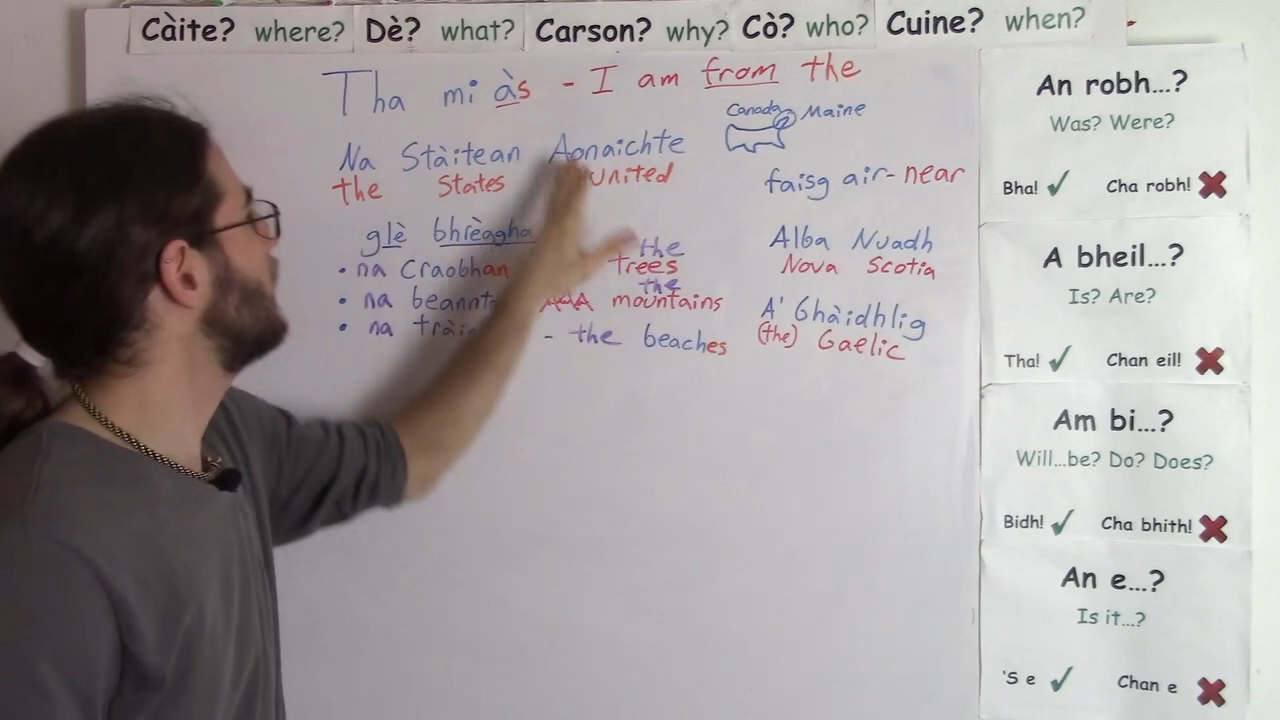 Càite? where? Dè? what? Carson? why? Cò? who? Cuine? when?
Tha mi às - I am from the
Canada Maine
Na Stàitean Aonaichte
the States United
faisg air - near
glè bhrèagha
Alba Nuadh
Nova Scotia
• na Craobhan the trees
• na the mountains
• na - the beaches
A' Ghàidhlig
(the) Gaelic
An robh...?
Was? Were?
Bha! Cha robh!
A bheil...?
Is? Are?
Tha! Chan eil!
Am bi...?
Will...be? Do? Does?
Bidh! Cha bhith!
An e...?
Is it...?
'S e Chan e